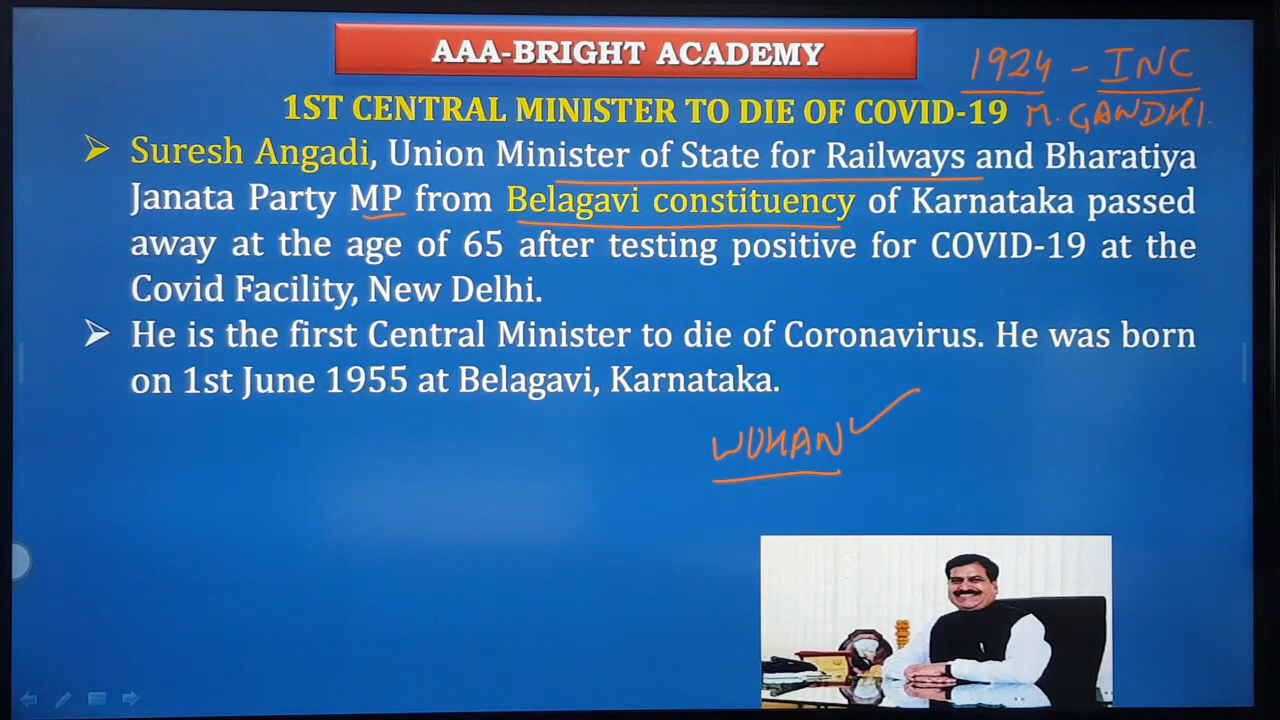 AAA-BRIGHT ACADEMY
1924 - INC
1ST CENTRAL MINISTER TO DIE OF COVID-19 M. GANDHI.
➢ Suresh Angadi, Union Minister of State for Railways and Bharatiya
Janata Party MP from Belagavi constituency of Karnataka passed
away at the age of 65 after testing positive for COVID-19 at the
Covid Facility, New Delhi.
➢ He is the first Central Minister to die of Coronavirus. He was born
on 1st June 1955 at Belagavi, Karnataka.
WUHAN ✓